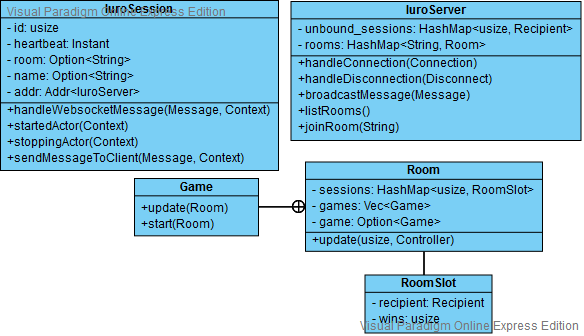 Visual Paradigm Online Express Edition
IuroSession
- id: usize
- heartbeat: Instant
- room: Option<String>
- name: Option<String>
- addr: Addr<IuroServer>
+handleWebsocketMessage(Message, Context)
+startedActor(Context)
+stoppingActor(Context)
+sendMessageToClient(Message, Context)
IuroServer
- unbound_sessions: HashMap<usize, Recipient>
- rooms: HashMap<String, Room>
+handleConnection(Connection)
+handleDisconnection(Disconnect)
+broadcastMessage(Message)
+listRooms()
+joinRoom(String)
Game
+update(Room)
+start(Room)
Room
- sessions: HashMap<usize, RoomSlot>
- games: Vec<Game>
- game: Option<Game>
+update(usize, Controller)
RoomSlot
- recipient: Recipient
- wins: usize
Visual Paradigm Online Express Edition